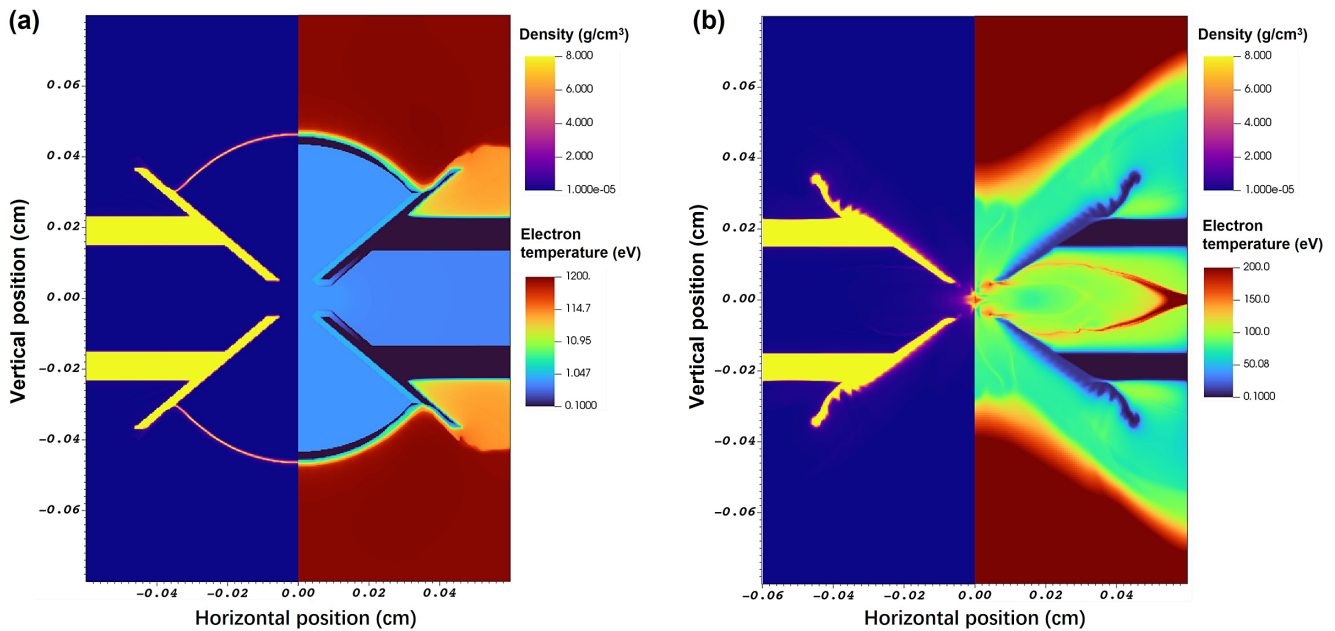 (a)
Density (g/cm³)
8.000
6.000
4.000
2.000
1.000e-05
Electron
temperature (eV)
1200.
114.7
10.95
1.047
0.1000
Vertical position (cm)
0.06
0.04
0.02
0.00
-0.02
-0.04
-0.06
-0.04 -0.02 0.00 0.02 0.04
Horizontal position (cm)
(b)
Density (g/cm³)
8.000
6.000
4.000
2.000
1.000e-05
Electron
temperature (eV)
200.0
150.0
100.0
50.08
0.1000
Vertical position (cm)
0.06
0.04
0.02
0.00
-0.02
-0.04
-0.06
-0.06 -0.04 -0.02 0.00 0.02 0.04
Horizontal position (cm)